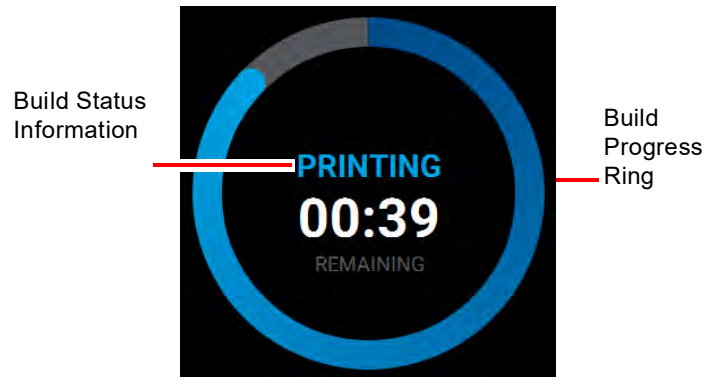 Build Status
Information
PRINTING
00:39
REMAINING
Build
Progress
Ring